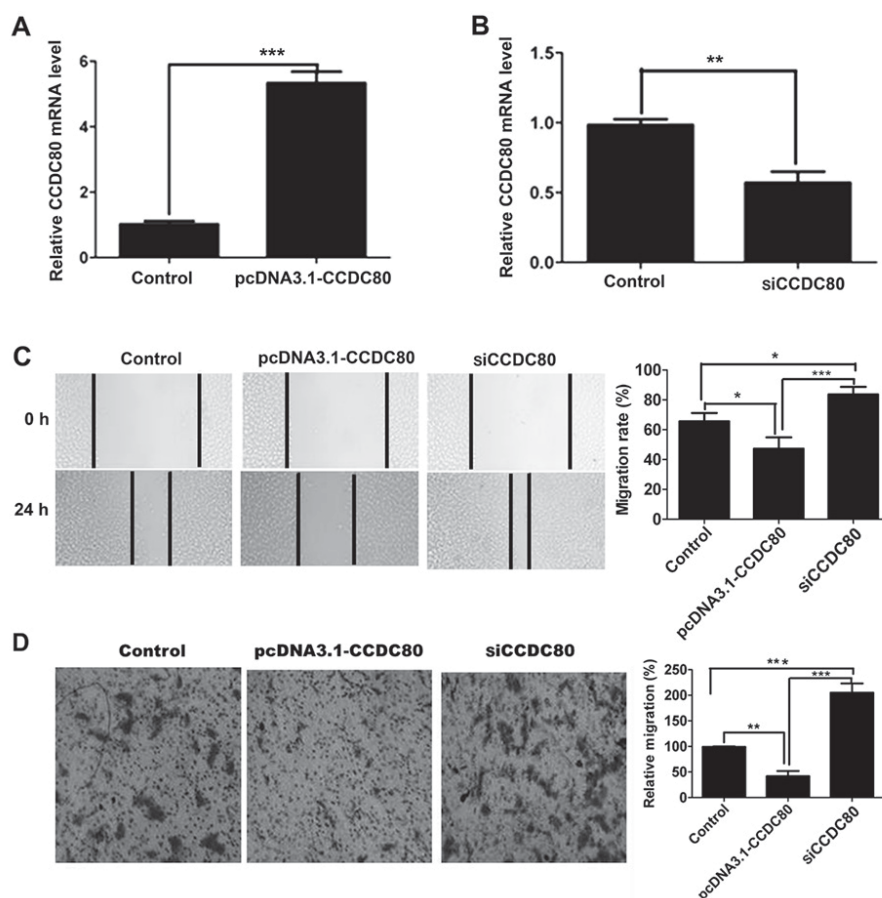 A
Relative CCDC80 mRNA level
6
4
2
0
***
Control
pcDNA3.1-CCDC80
B
Relative CCDC80 mRNA level
1.5
1.0
0.5
0.0
**
Control
siCCDC80
C
Control
pcDNA3.1-CCDC80
siCCDC80
0 h
24 h
Migration rate (%)
100
80
60
40
20
0
*
*
***
Control
pcDNA3.1-CCDC80
siCCDC80
D
Control
pcDNA3.1-CCDC80
siCCDC80
Relative migration (%)
250
200
150
100
50
0
***
**
***
Control
pcDNA3.1-CCDC80
siCCDC80